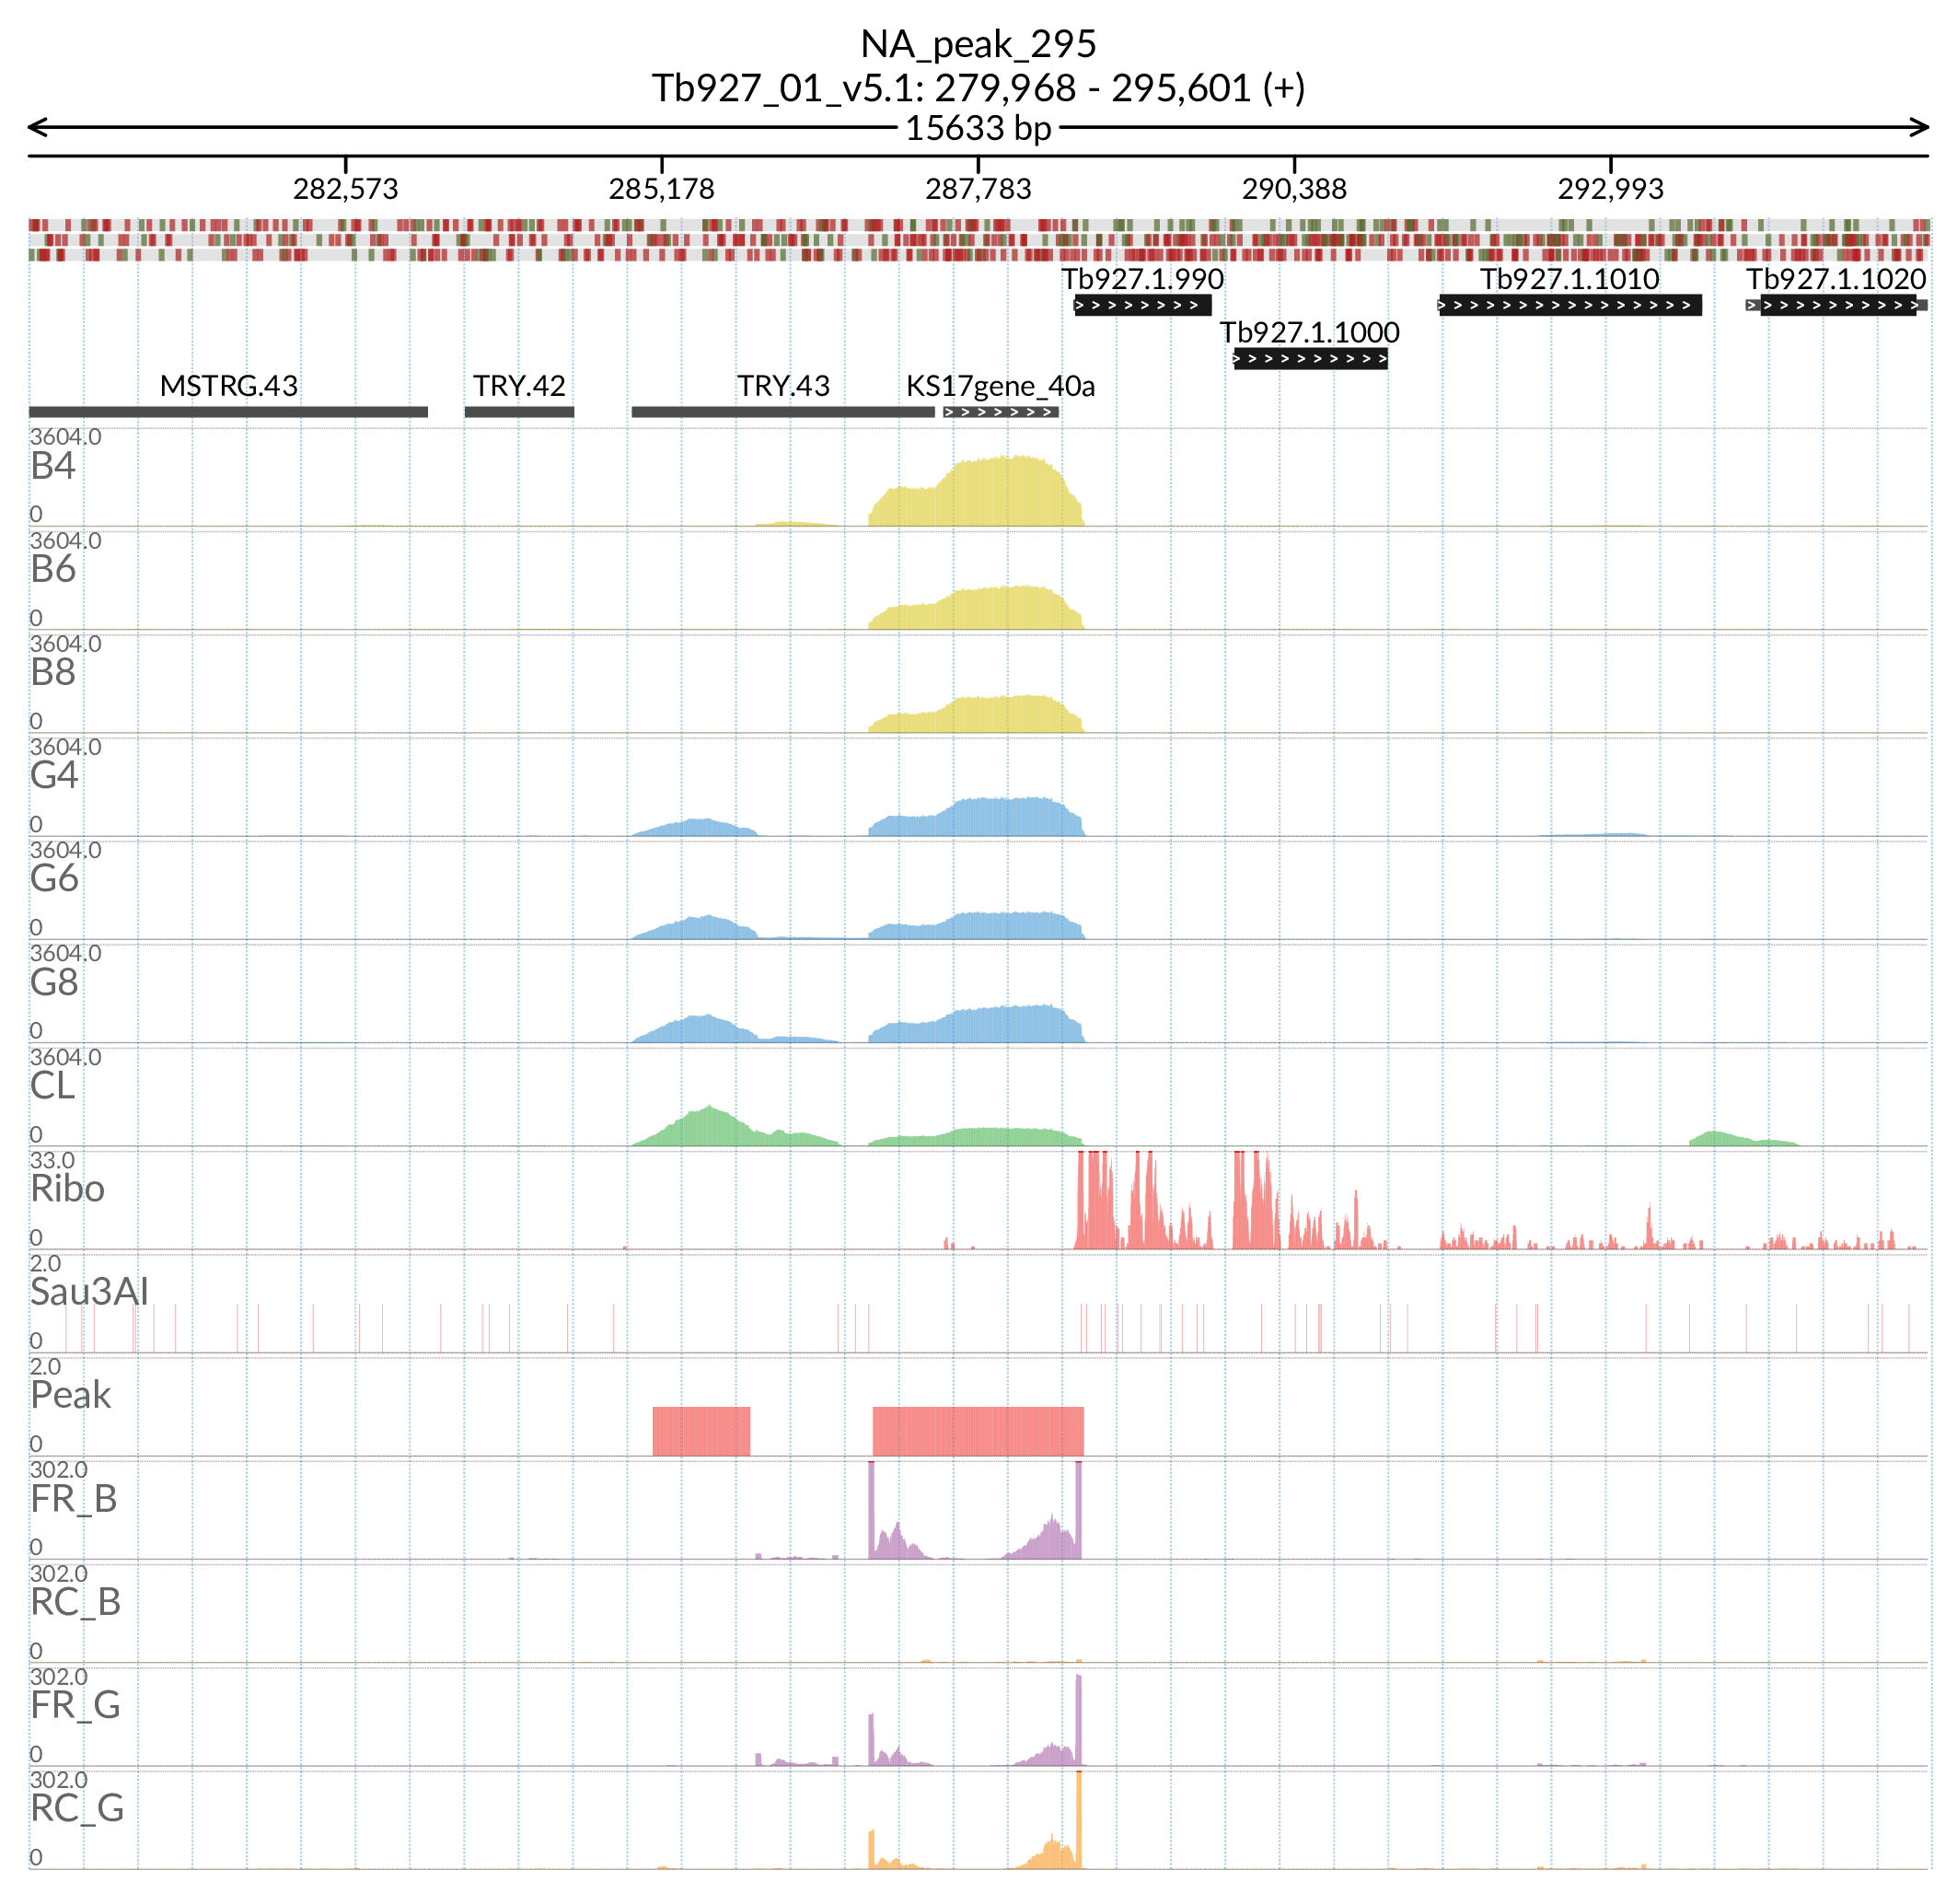 NA_peak_295
Tb927_01_v5.1: 279,968 - 295,601 (+)
15633 bp
282,573 285,178 287,783 290,388 292,993
Tb927.1.990 Tb927.1.1010 Tb927.1.1020
Tb927.1.1000
MSTRG.43 TRY.42 TRY.43 KS17gene_40a
3604.0
B4
0
3604.0
B6
0
3604.0
B8
0
3604.0
G4
0
3604.0
G6
0
3604.0
G8
0
3604.0
CL
0
33.0
Ribo
0
2.0
Sau3AI
0
2.0
Peak
0
302.0
FR_B
0
302.0
RC_B
0
302.0
FR_G
0
302.0
RC_G
0